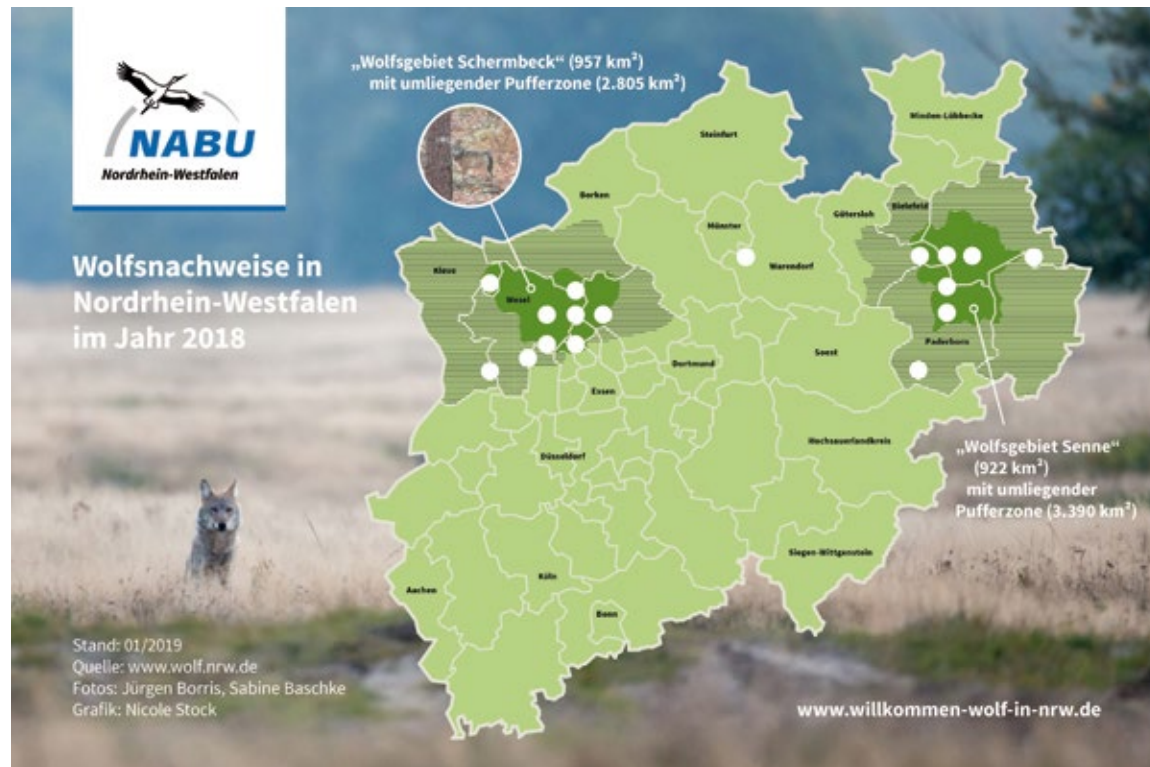 NABU
Nordrhein-Westfalen
Wolfsnachweise in
Nordrhein-Westfalen
im Jahr 2018
„Wolfsgebiet Schermbeck“ (957 km²)
mit umliegender Pufferzone (2.805 km²)
Minden-Lübbecke
Steinfurt
Borken
Bielefeld
Gütersloh
Münster
Warendorf
Kleve
Wesel
Paderborn
Soest
Dortmund
Essen
Hochsauerlandkreis
Düsseldorf
„Wolfsgebiet Senne“
(922 km²)
mit umliegender
Pufferzone (3.390 km²)
Siegen-Wittgenstein
Köln
Aachen
Bonn
Stand: 01/2019
Quelle: www.wolf.nrw.de
Fotos: Jürgen Borris, Sabine Baschke
Grafik: Nicole Stock
www.willkommen-wolf-in-nrw.de